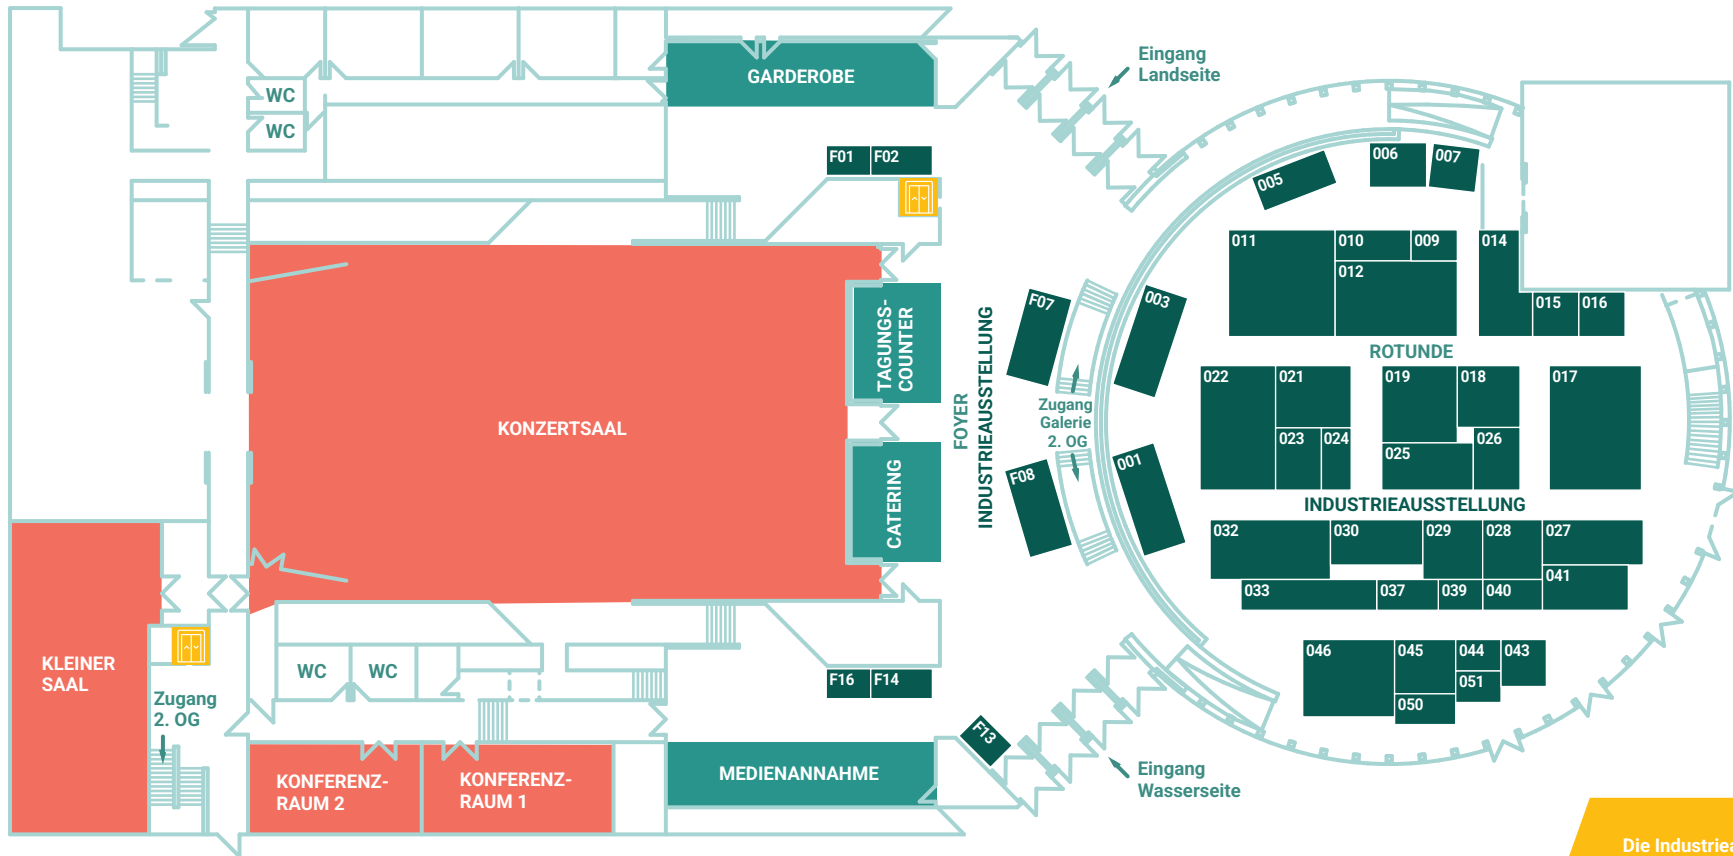 Eingang
Landseite
GARDEROBE
WC
WC
F01
F02
005
006
007
011
010
009
012
014
015
016
F07
003
TAGUNGS-
COUNTER
KONZERTSAAL
FOYER
INDUSTRIEAUSSTELLUNG
Zugang
Galerie
2. OG
ROTUNDE
022
021
019
018
017
023
024
025
026
CATERING
F08
001
INDUSTRIEAUSSTELLUNG
032
030
029
028
027
033
037
039
040
041
KLEINER
SAAL
WC
WC
Zugang
2. OG
F16
F14
046
045
044
043
051
050
F13
KONFERENZ-
RAUM 2
KONFERENZ-
RAUM 1
MEDIENANNAHME
Eingang
Wasserseite
Die Industriea